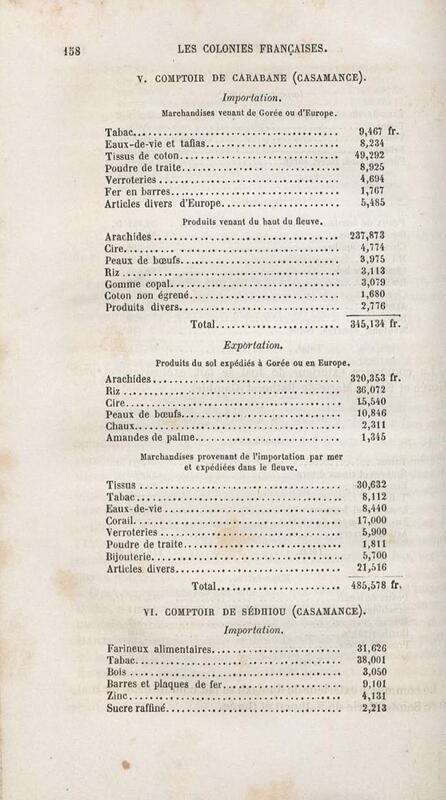 158 LES COLONIES FRANÇAISES.
V. COMPTOIR DE CARABANE (CASAMANCE).
Importation.
Marchandises venant de Gorée ou d'Europe.
Tabac........ 9,467 fr.
Eaux-de-vie et tafias........ 8,234
Tissus de coton........ 49,292
Poudre de traite........ 8,925
Verroteries........ 4,694
Fer en barres........ 1,767
Articles divers d'Europe........ 5,485
Produits venant du haut du fleuve.
Arachides........ 237,873
Cire........ 4,774
Peaux de bœufs........ 3,975
Riz........ 3,113
Gomme copal........ 3,079
Coton non égrené........ 1,680
Produits divers........ 2,776
Total........ 345,134 fr.
Exportation.
Produits du sol expédiés à Gorée ou en Europe.
Arachides........ 320,353 fr.
Riz........ 36,072
Cire........ 15,540
Peaux de bœufs........ 10,846
Chaux........ 2,311
Amandes de palme........ 1,345
Marchandises provenant de l'importation par mer
et expédiées dans le fleuve.
Tissus........ 30,632
Tabac........ 8,112
Eaux-de-vie........ 8,440
Corail........ 17,000
Verroteries........ 5,900
Poudre de traite........ 1,811
Bijouterie........ 5,700
Articles divers........ 21,516
Total........ 485,578 fr.
VI. COMPTOIR DE SÉDHIOU (CASAMANCE).
Importation.
Farineux alimentaires........ 31,626
Tabac........ 38,001
Bois........ 3,050
Barres et plaques de fer........ 9,101
Zinc........ 4,131
Sucre raffiné........ 2,213